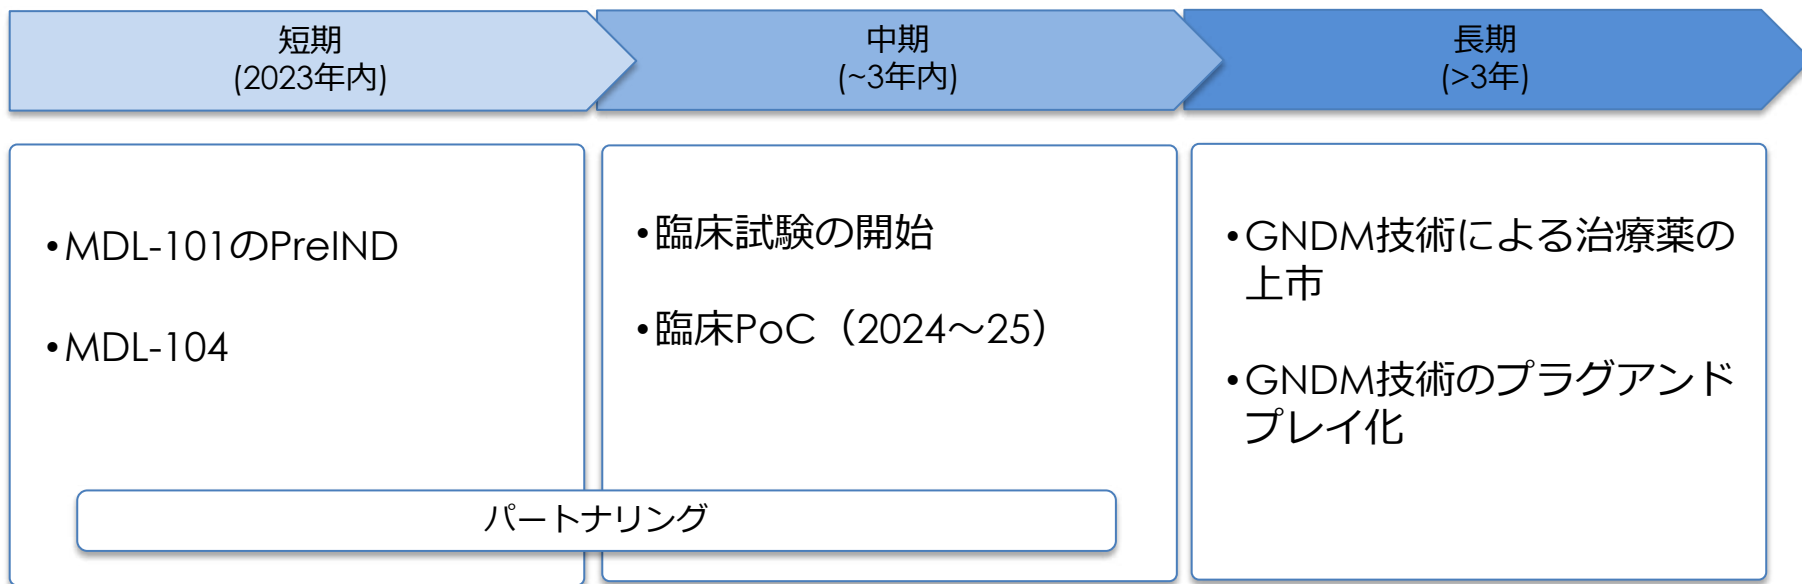 短期
(2023年内)
中期
(~3年内)
長期
(>3年)
•MDL-101のPreIND
•MDL-104
•臨床試験の開始
•臨床PoC（2024～25）
•GNDM技術による治療薬の
上市
•GNDM技術のプラグアンド
プレイ化
パートナリング